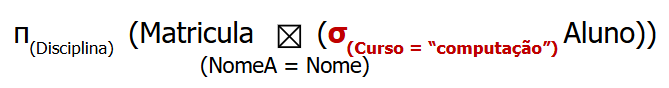 π(Disciplina) (Matricula ⊠ (σ(Curso = “computação”) Aluno))
(NomeA = Nome)